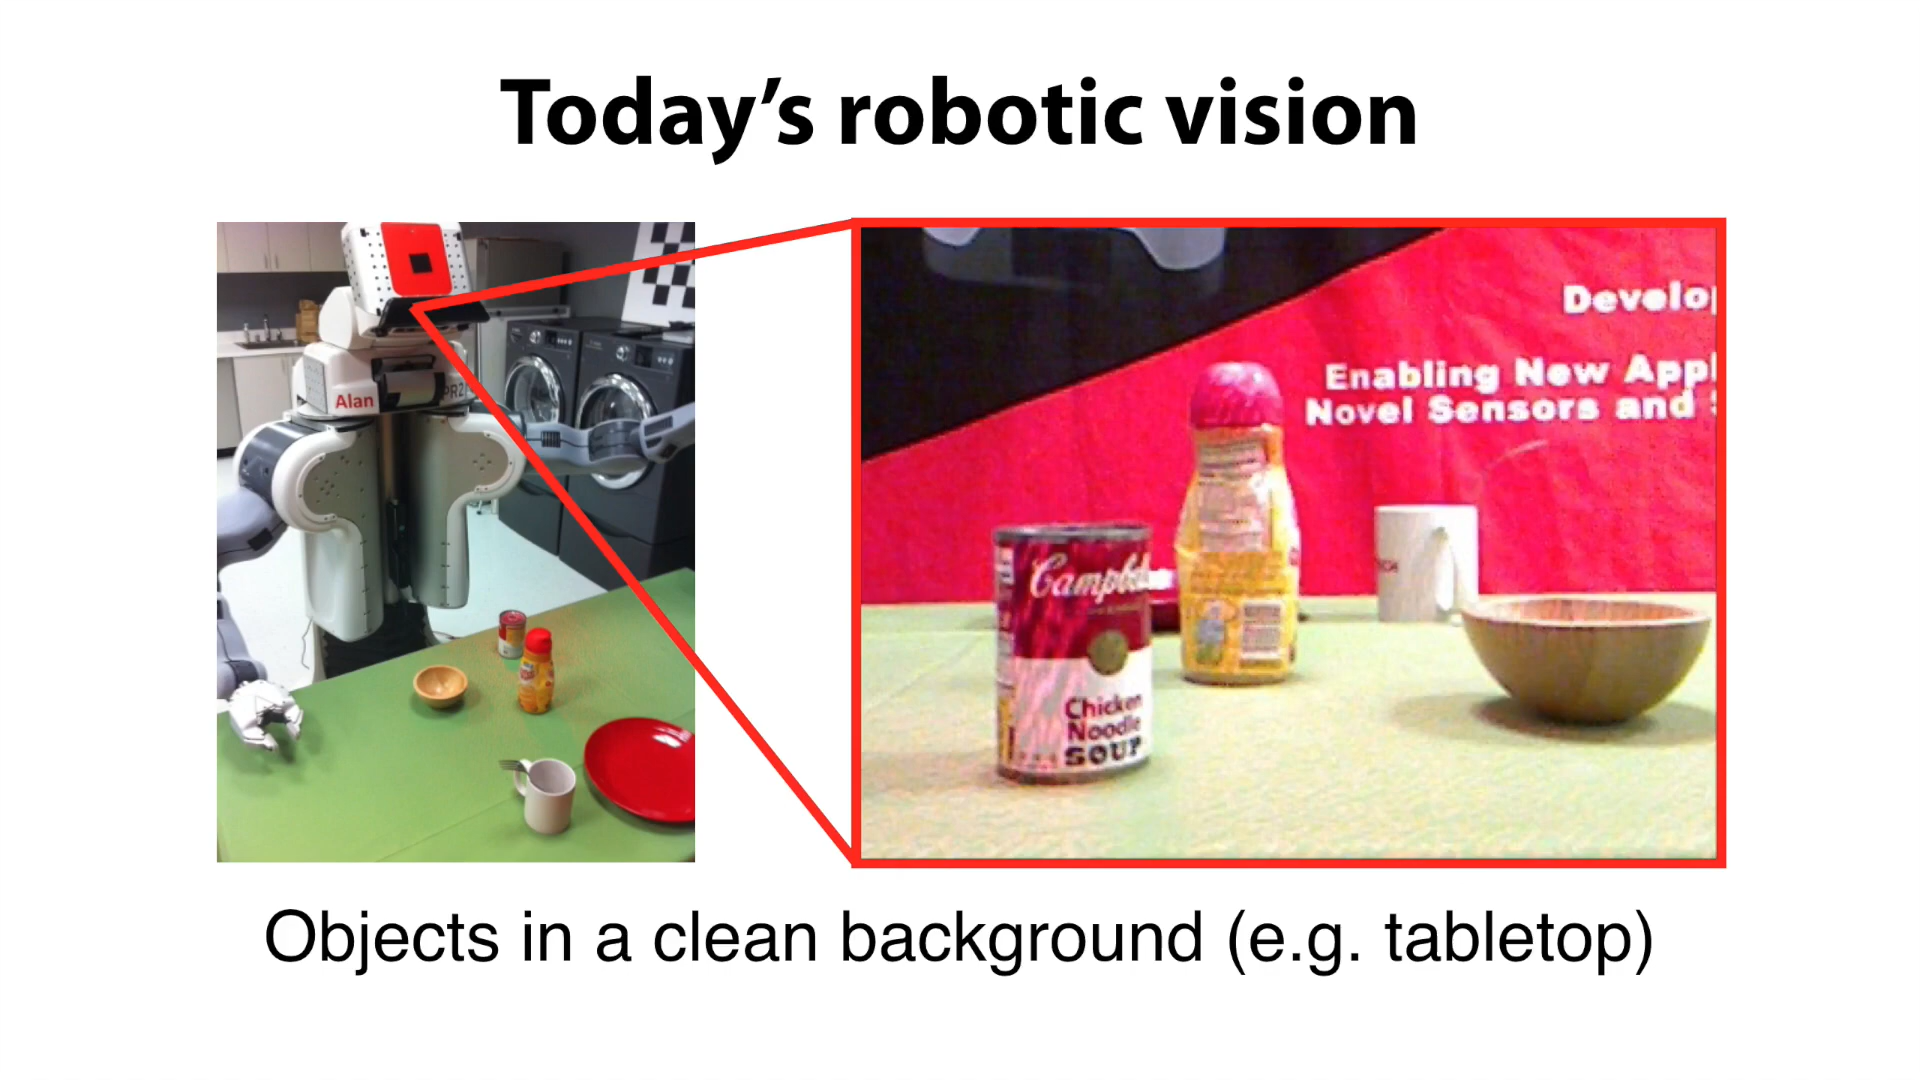 Today's robotic vision
Alan
PR2
Develop
Enabling New Appl
Novel Sensors and
Campbell
Chicken
Noodle
SOUP
Objects in a clean background (e.g. tabletop)